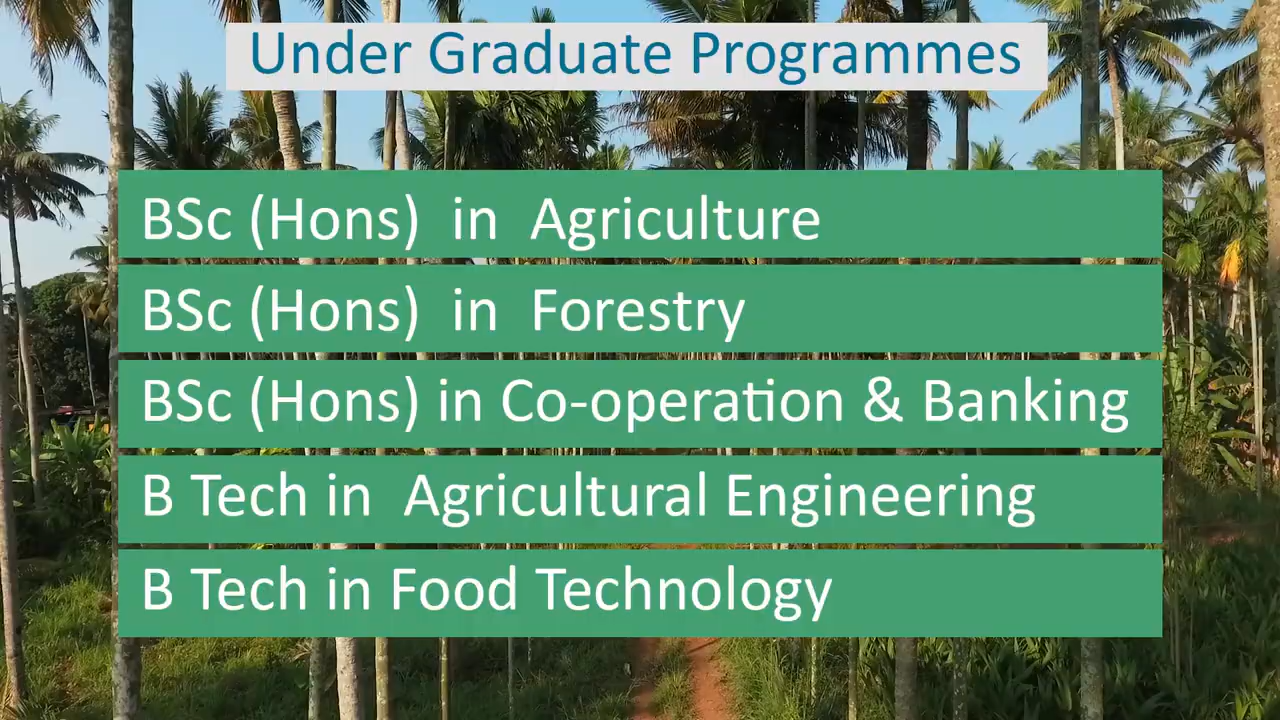 Under Graduate Programmes
BSc (Hons) in Agriculture
BSc (Hons) in Forestry
BSc (Hons) in Co-operation & Banking
B Tech in Agricultural Engineering
B Tech in Food Technology